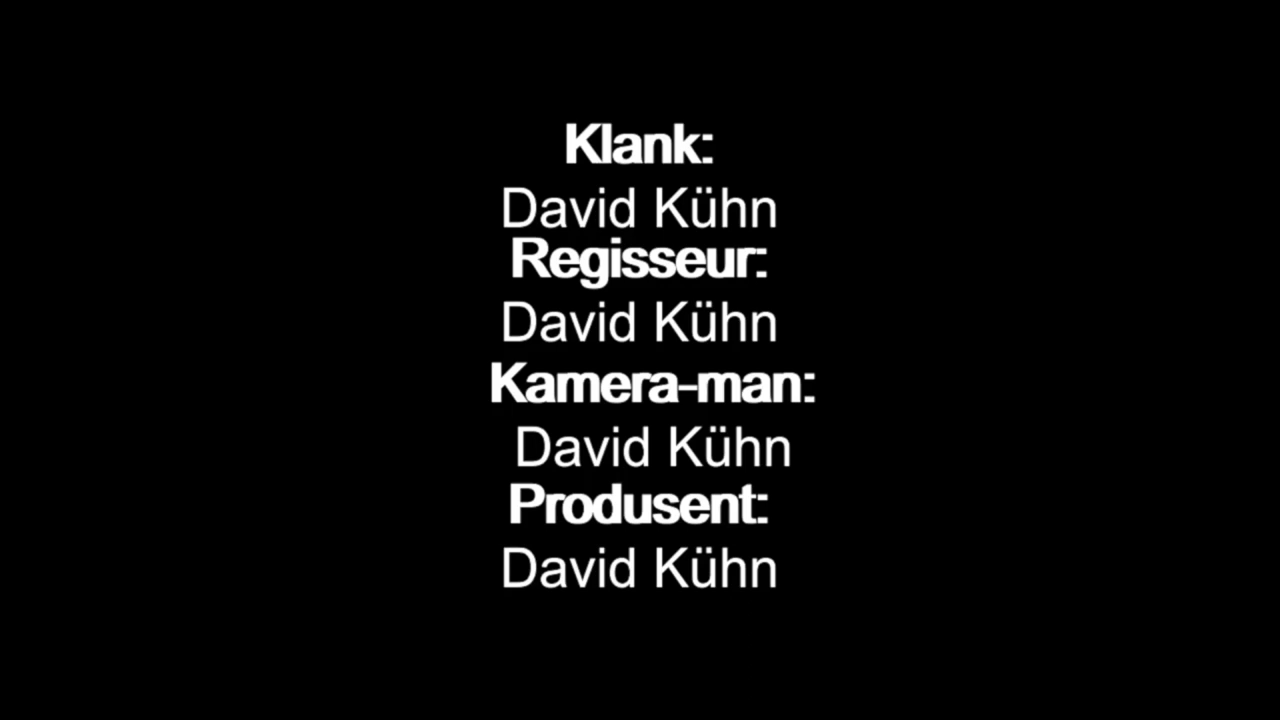 Klank:
David Kühn
Regisseur:
David Kühn
Kamera-man:
David Kühn
Produsent:
David Kühn